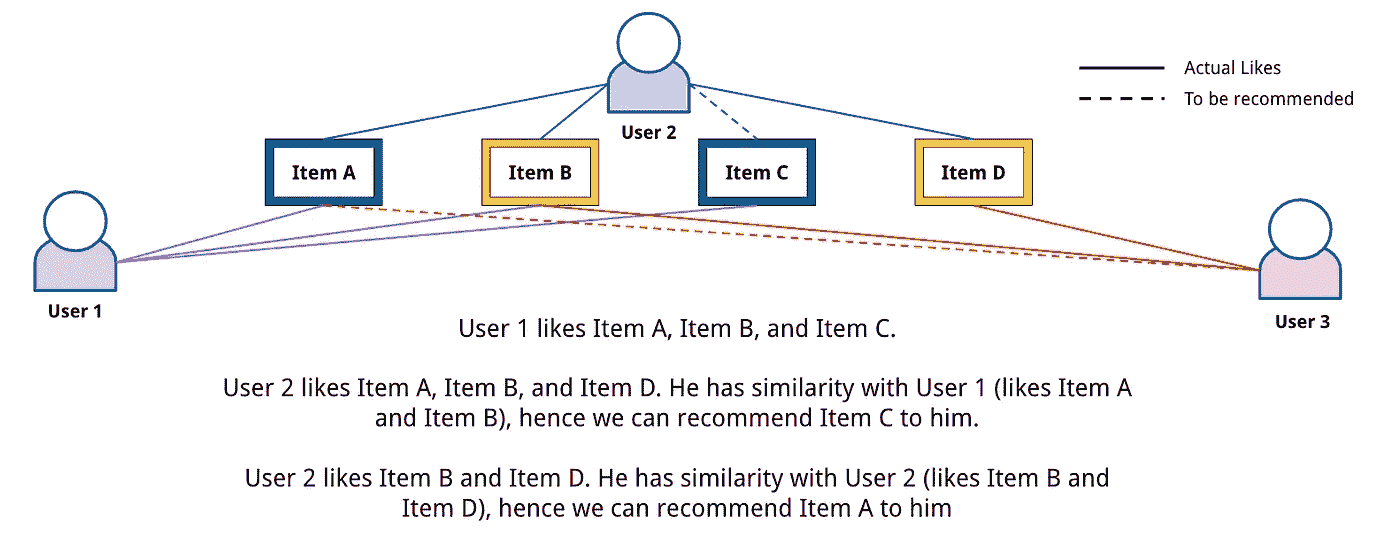 User 2
Actual Likes
To be recommended
Item A
Item B
Item C
Item D
User 1
User 3
User 1 likes Item A, Item B, and Item C.
User 2 likes Item A, Item B, and Item D. He has similarity with User 1 (likes Item A
and Item B), hence we can recommend Item C to him.
User 2 likes Item B and Item D. He has similarity with User 2 (likes Item B and
Item D), hence we can recommend Item A to him